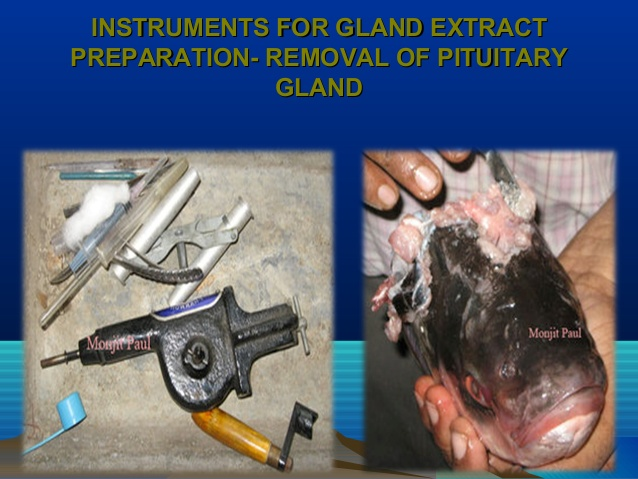 INSTRUMENTS FOR GLAND EXTRACT
PREPARATION- REMOVAL OF PITUITARY
GLAND
Monjit Paul
Monjit Paul